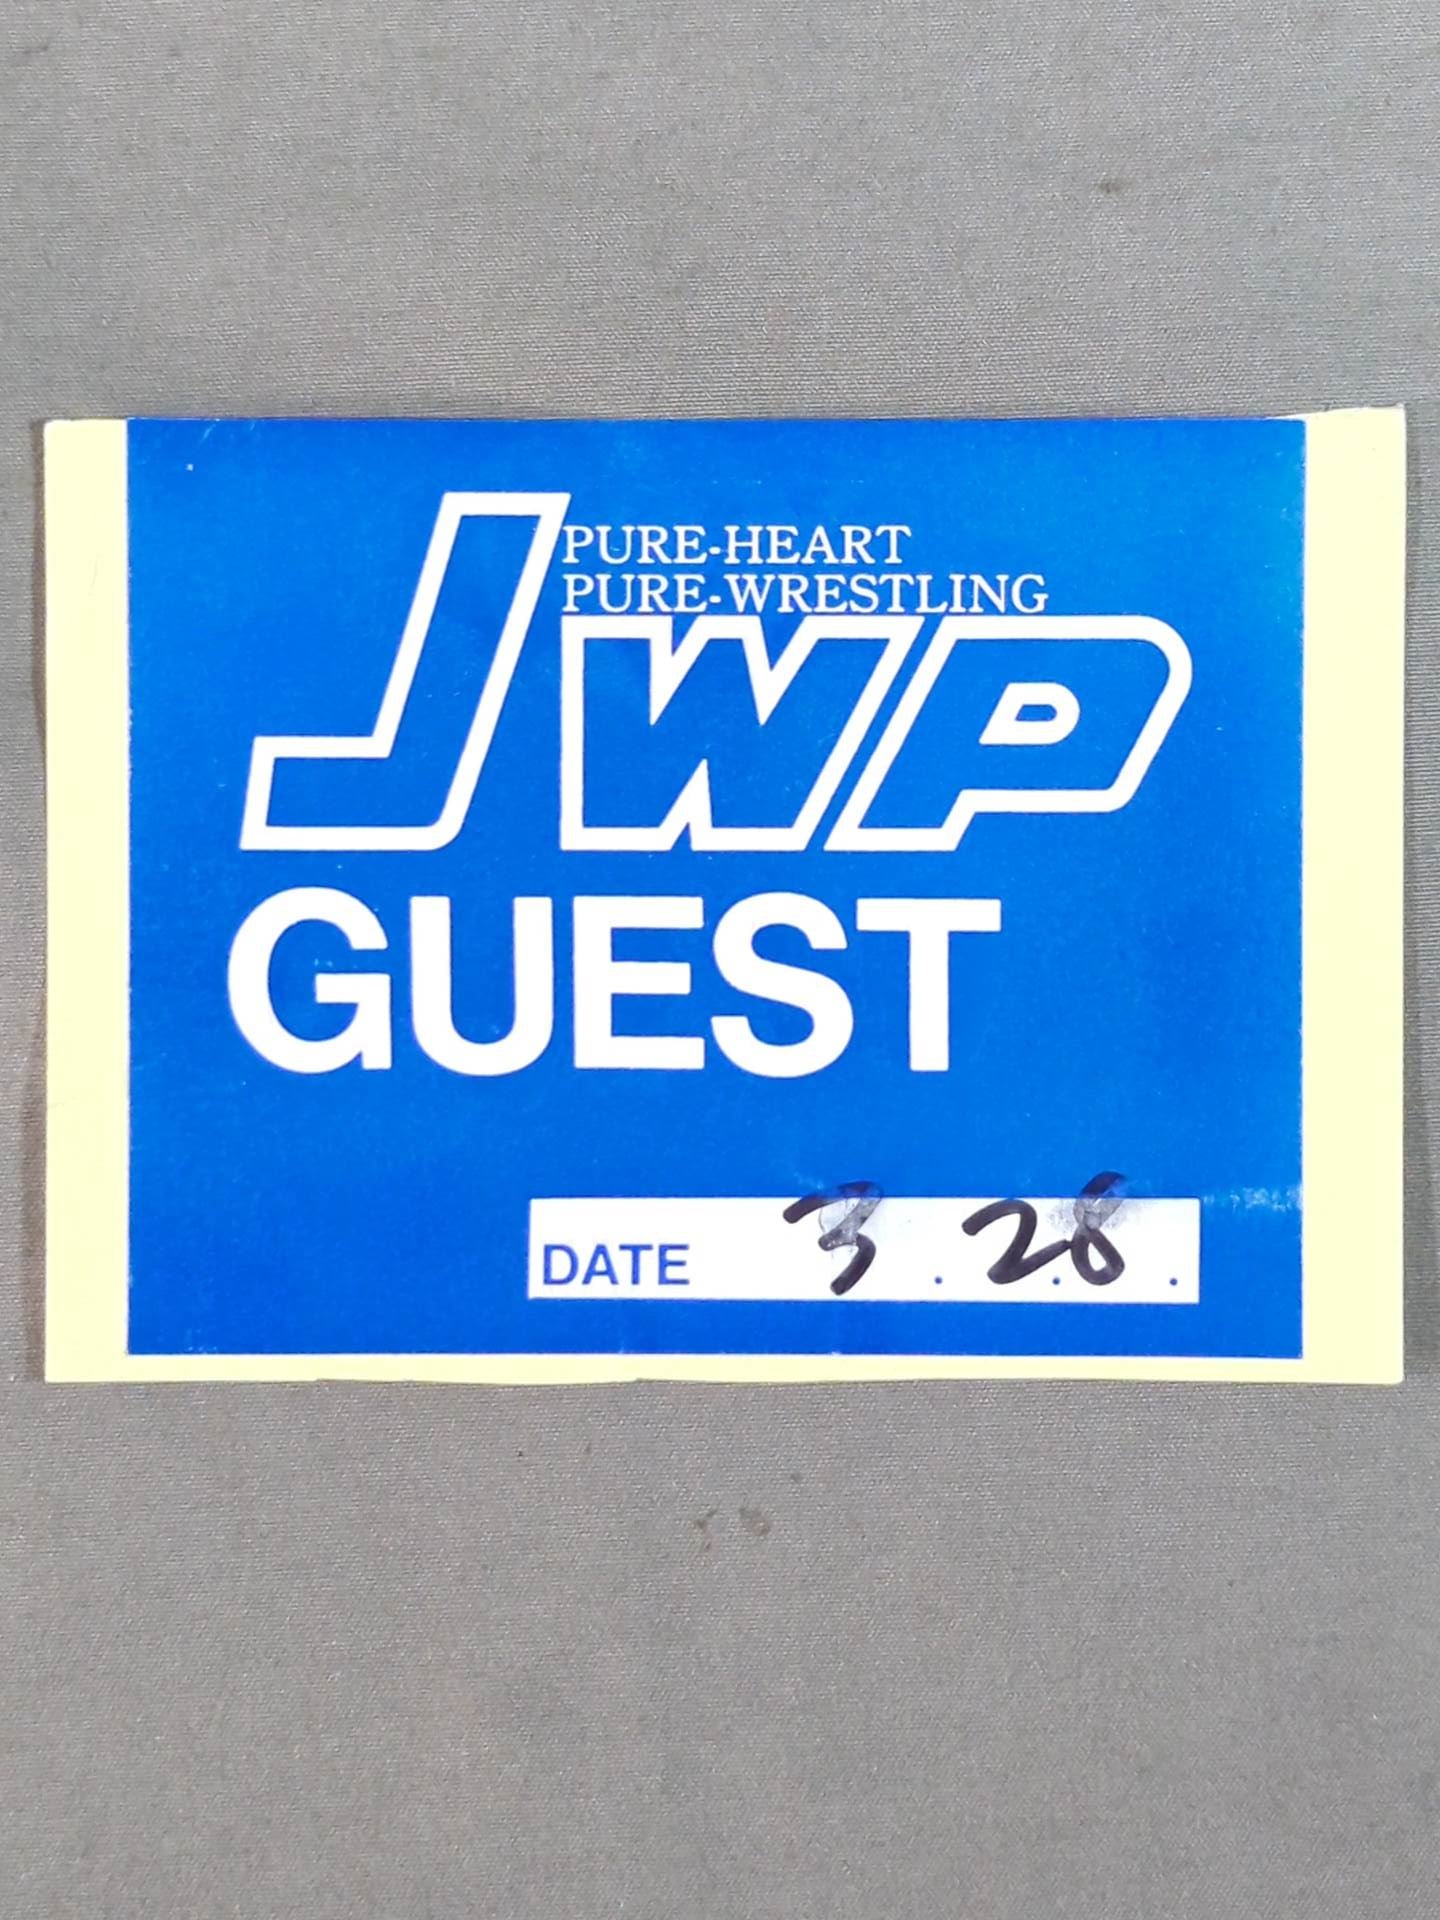 PURE-HEART
PURE-WRESTLING
JWP
GUEST
DATE 3 . 28 .